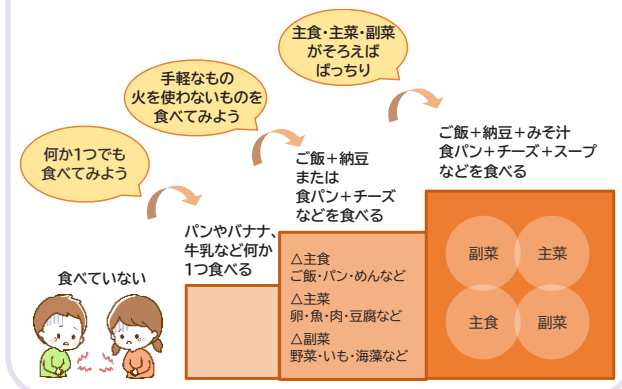 主食・主菜・副菜
がそろえば
ばっちり
手軽なもの
火を使わないものを
食べてみよう
何か1つでも
食べてみよう
ご飯＋納豆＋みそ汁
食パン＋チーズ＋スープ
などを食べる
ご飯＋納豆
または
食パン＋チーズ
などを食べる
パンやバナナ、
牛乳など何か
1つ食べる
食べていない
△主食
ご飯・パン・めんなど
△主菜
卵・魚・肉・豆腐など
△副菜
野菜・いも・海藻など
副菜
主菜
主食
副菜